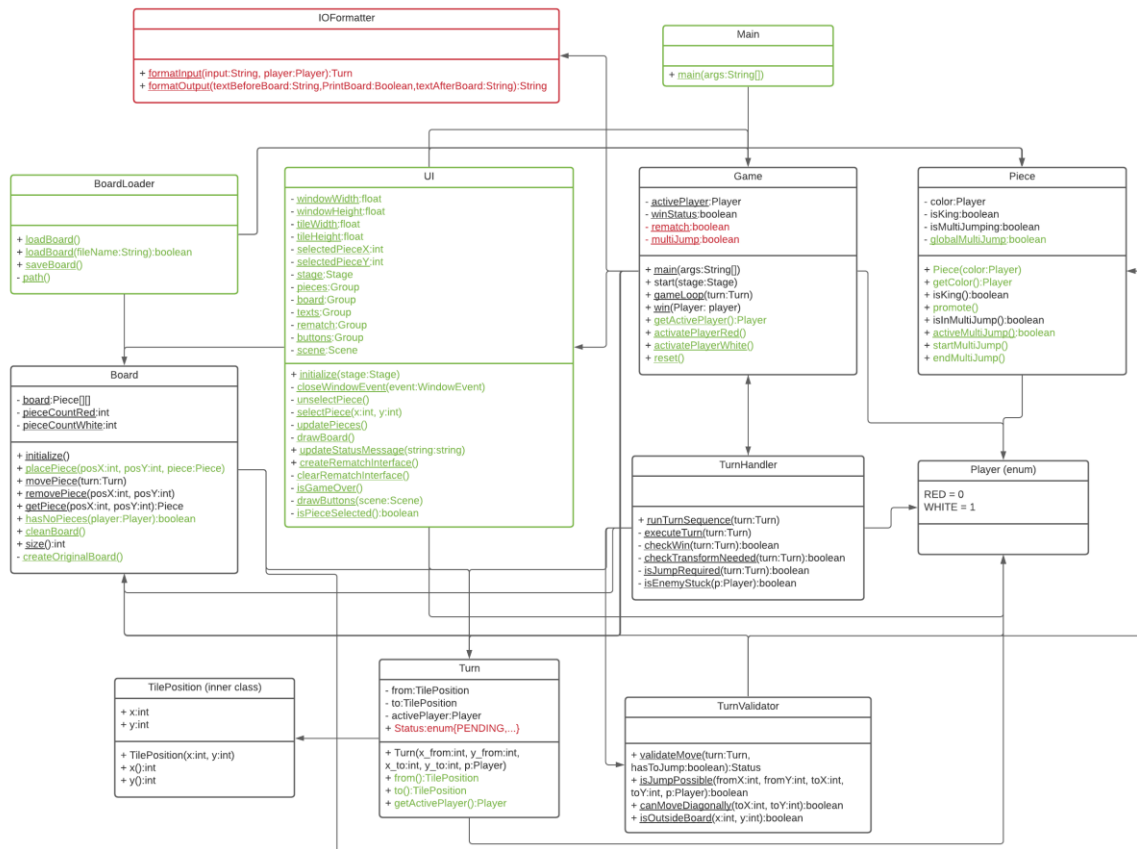 IOFormatter
+ formatInput(input:String, player:Player):Turn
+ formatOutput(textBeforeBoard:String,PrintBoard:Boolean,textAfterBoard:String):String
Main
+ main(args:String[])
BoardLoader
+ loadBoard()
+ loadBoard(fileName:String):boolean
+ saveBoard()
- path()
UI
- windowWidth:float
- windowHeight:float
- tileWidth:float
- tileHeight:float
- selectedPieceX:int
- selectedPieceY:int
- stage:Stage
- pieces:Group
- board:Group
- texts:Group
- rematch:Group
- buttons:Group
- scene:Scene
+ initialize(stage:Stage)
- closeWindowEvent(event:WindowEvent)
- unselectPiece()
- selectPiece(x:int, y:int)
- updatePieces()
- drawBoard()
+ updateStatusMessage(string:string)
- createRematchInterface()
- clearRematchInterface()
- isGameOver()
- drawButtons(scene:Scene)
- isPieceSelected():boolean
Game
- activePlayer:Player
- winStatus:boolean
- rematch:boolean
- multiJump:boolean
+ main(args:String[])
+ start(stage:Stage)
+ gameLoop(turn:Turn)
+ win(Player: player)
+ getActivePlayer():Player
+ activatePlayerRed()
+ activatePlayerWhite()
+ reset()
Piece
- color:Player
- isKing:boolean
- isMultiJumping:boolean
- globalMultiJump:boolean
+ Piece(color:Player)
+ getColor():Player
+ isKing():boolean
+ promote()
+ isInMultiJump():boolean
+ activeMultiJump():boolean
+ startMultiJump()
+ endMultiJump()
Board
- board:Piece[][]
- pieceCountRed:int
- pieceCountWhite:int
+ initialize()
+ placePiece(posX:int, posY:int, piece:Piece)
+ movePiece(turn:Turn)
+ removePiece(posX:int, posY:int)
+ getPiece(posX:int, posY:int):Piece
+ hasNoPieces(player:Player):boolean
+ cleanBoard()
+ size():int
- createOriginalBoard()
TurnHandler
+ runTurnSequence(turn:Turn)
- executeTurn(turn:Turn)
- checkWin(turn:Turn):boolean
- checkTransformNeeded(turn:Turn):boolean
- isJumpRequired(turn:Turn):boolean
- isEnemyStuck(p:Player):boolean
Player (enum)
RED = 0
WHITE = 1
TilePosition (inner class)
+ x:int
+ y:int
+ TilePosition(x:int, y:int)
+ x():int
+ y():int
Turn
- from:TilePosition
- to:TilePosition
- activePlayer:Player
+ Status:enum{PENDING,...}
+ Turn(x_from:int, y_from:int,
x_to:int, y_to:int, p:Player)
+ from():TilePosition
+ to():TilePosition
+ getActivePlayer():Player
TurnValidator
+ validateMove(turn:Turn,
hasToJump:boolean):Status
+ isJumpPossible(fromX:int, fromY:int, toX:int,
toY:int, p:Player):boolean
+ canMoveDiagonally(toX:int, toY:int):boolean
+ isOutsideBoard(x:int, y:int):boolean